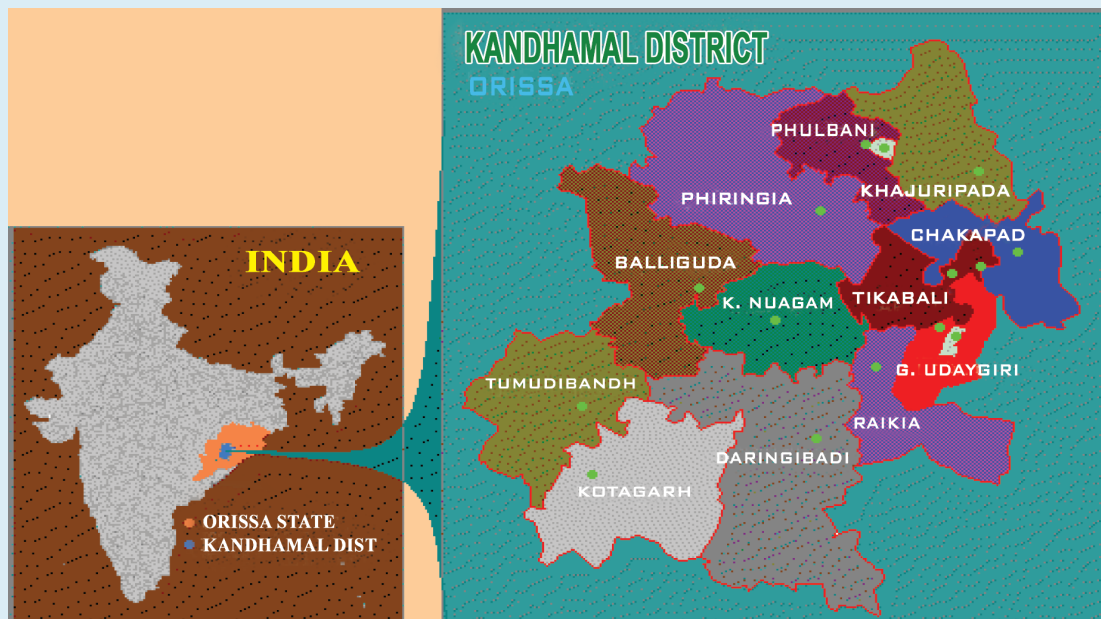 KANDHAMAL DISTRICT
ORISSA
PHULBANI
KHAJURIPADA
PHIRINGIA
CHAKAPAD
BALLIGUDA
K. NUAGAM
TIKABALI
G. UDAYGIRI
TUMUDIBANDH
RAIKIA
DARINGIBADI
KOTAGARH
INDIA
ORISSA STATE
KANDHAMAL DIST